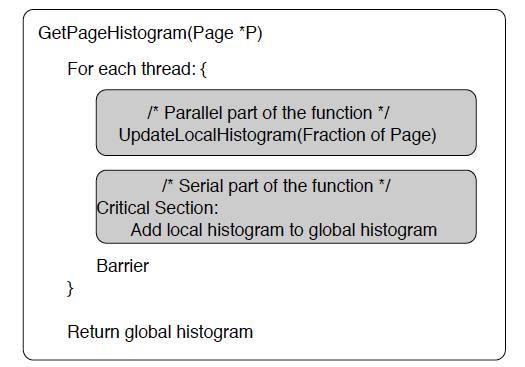 GetPageHistogram(Page *P)
For each thread: {
/* Parallel part of the function */
UpdateLocalHistogram(Fraction of Page)
/* Serial part of the function */
Critical Section:
Add local histogram to global histogram
Barrier
}
Return global histogram